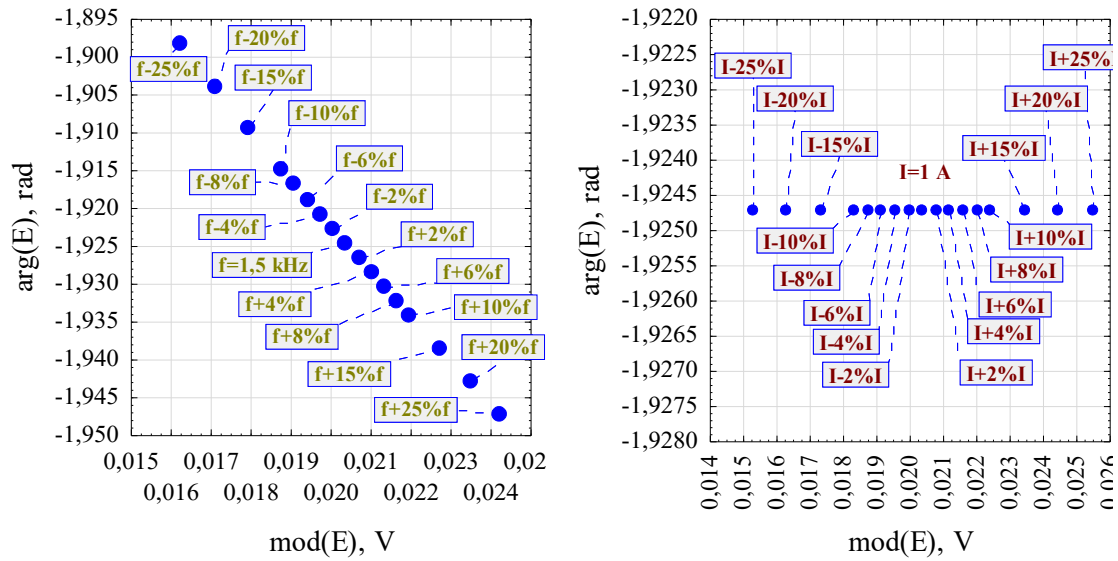 -1,895
-1,900
-1,905
-1,910
-1,915
-1,920
-1,925
-1,930
-1,935
-1,940
-1,945
-1,950
arg(E), rad
f-20%f
f-25%f
f-15%f
f-10%f
f-6%f
f-8%f
f-2%f
f-4%f
f+2%f
f=1,5 kHz
f+6%f
f+4%f
f+10%f
f+8%f
f+20%f
f+15%f
f+25%f
0,015 0,017 0,019 0,021 0,023 0,02
0,016 0,018 0,020 0,022 0,024
mod(E), V
-1,9220
-1,9225
-1,9230
-1,9235
-1,9240
-1,9245
-1,9250
-1,9255
-1,9260
-1,9265
-1,9270
-1,9275
-1,9280
arg(E), rad
I-25%I
I+25%I
I-20%I
I+20%I
I-15%I
I+15%I
I=1 A
I-10%I
I+10%I
I-8%I
I+8%I
I-6%I
I+6%I
I-4%I
I+4%I
I-2%I
I+2%I
0,014
0,015
0,016
0,017
0,018
0,019
0,020
0,021
0,022
0,023
0,024
0,025
0,026
mod(E), V